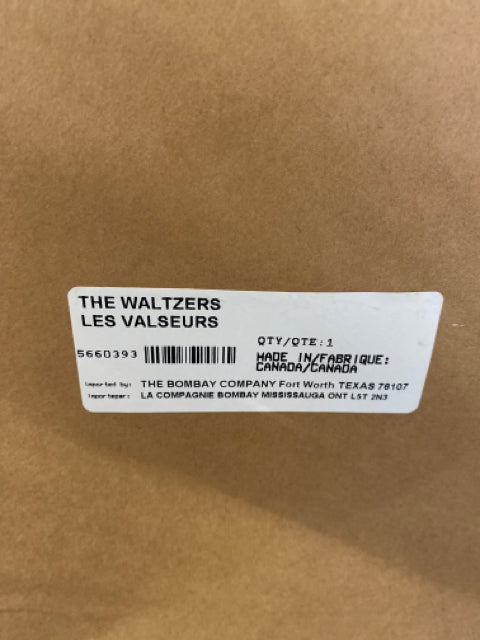 THE WALTZERS
LES VALSEURS
QTY/QTE:1
5660393
MADE IN/FABRIQUE:
CANADA/CANADA
Imported by: THE BOMBAY COMPANY Fort Worth TEXAS 76107
Importepar: LA COMPAGNIE BOMBAY MISSISSAUGA ONT L5T 2N3